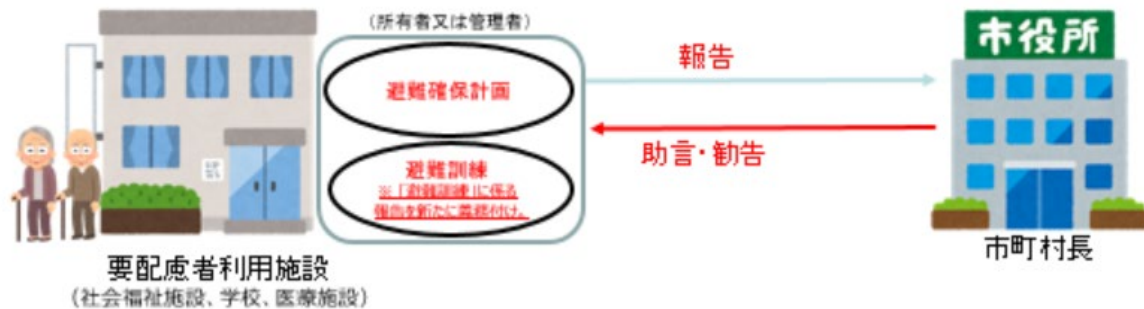 (所有者又は管理者)
避難確保計画
避難訓練
※「避難訓練」に係る
報告を新たに義務付け。
報告
助言・勧告
市役所
市町村長
要配慮者利用施設
(社会福祉施設、学校、医療施設)